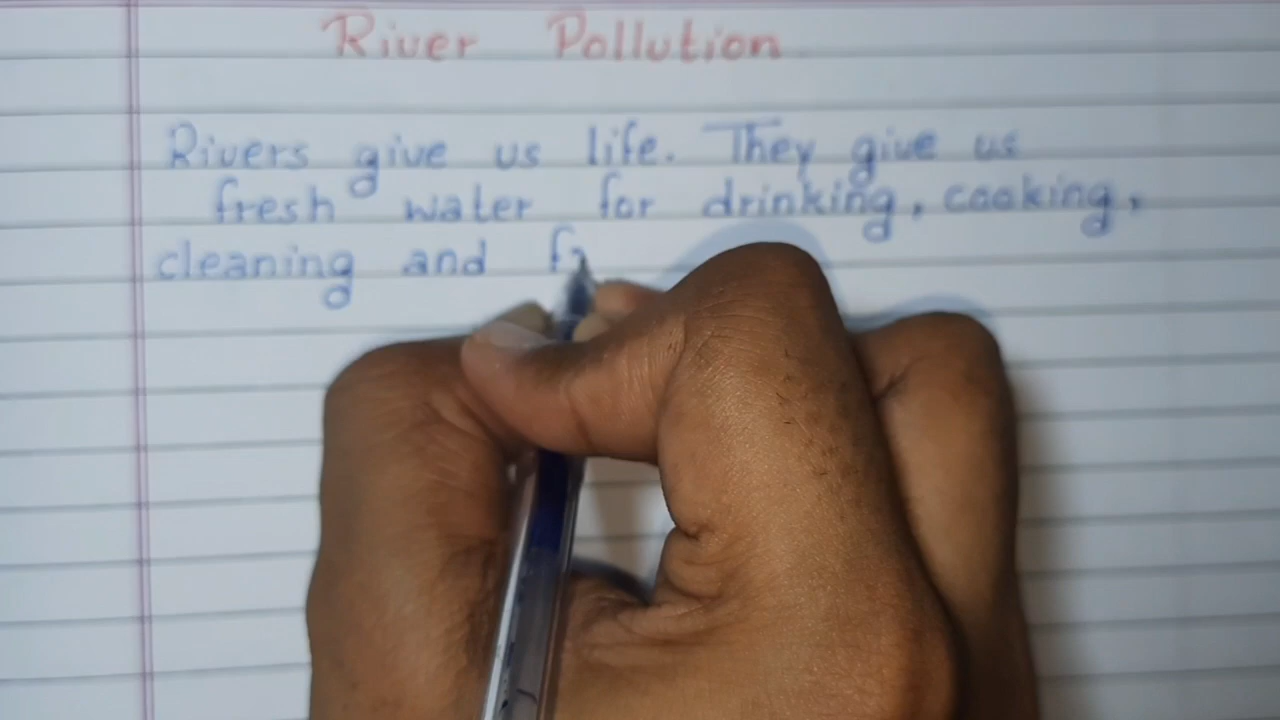 River Pollution
Rivers give us life. They give us
fresh water for drinking, cooking,
cleaning and